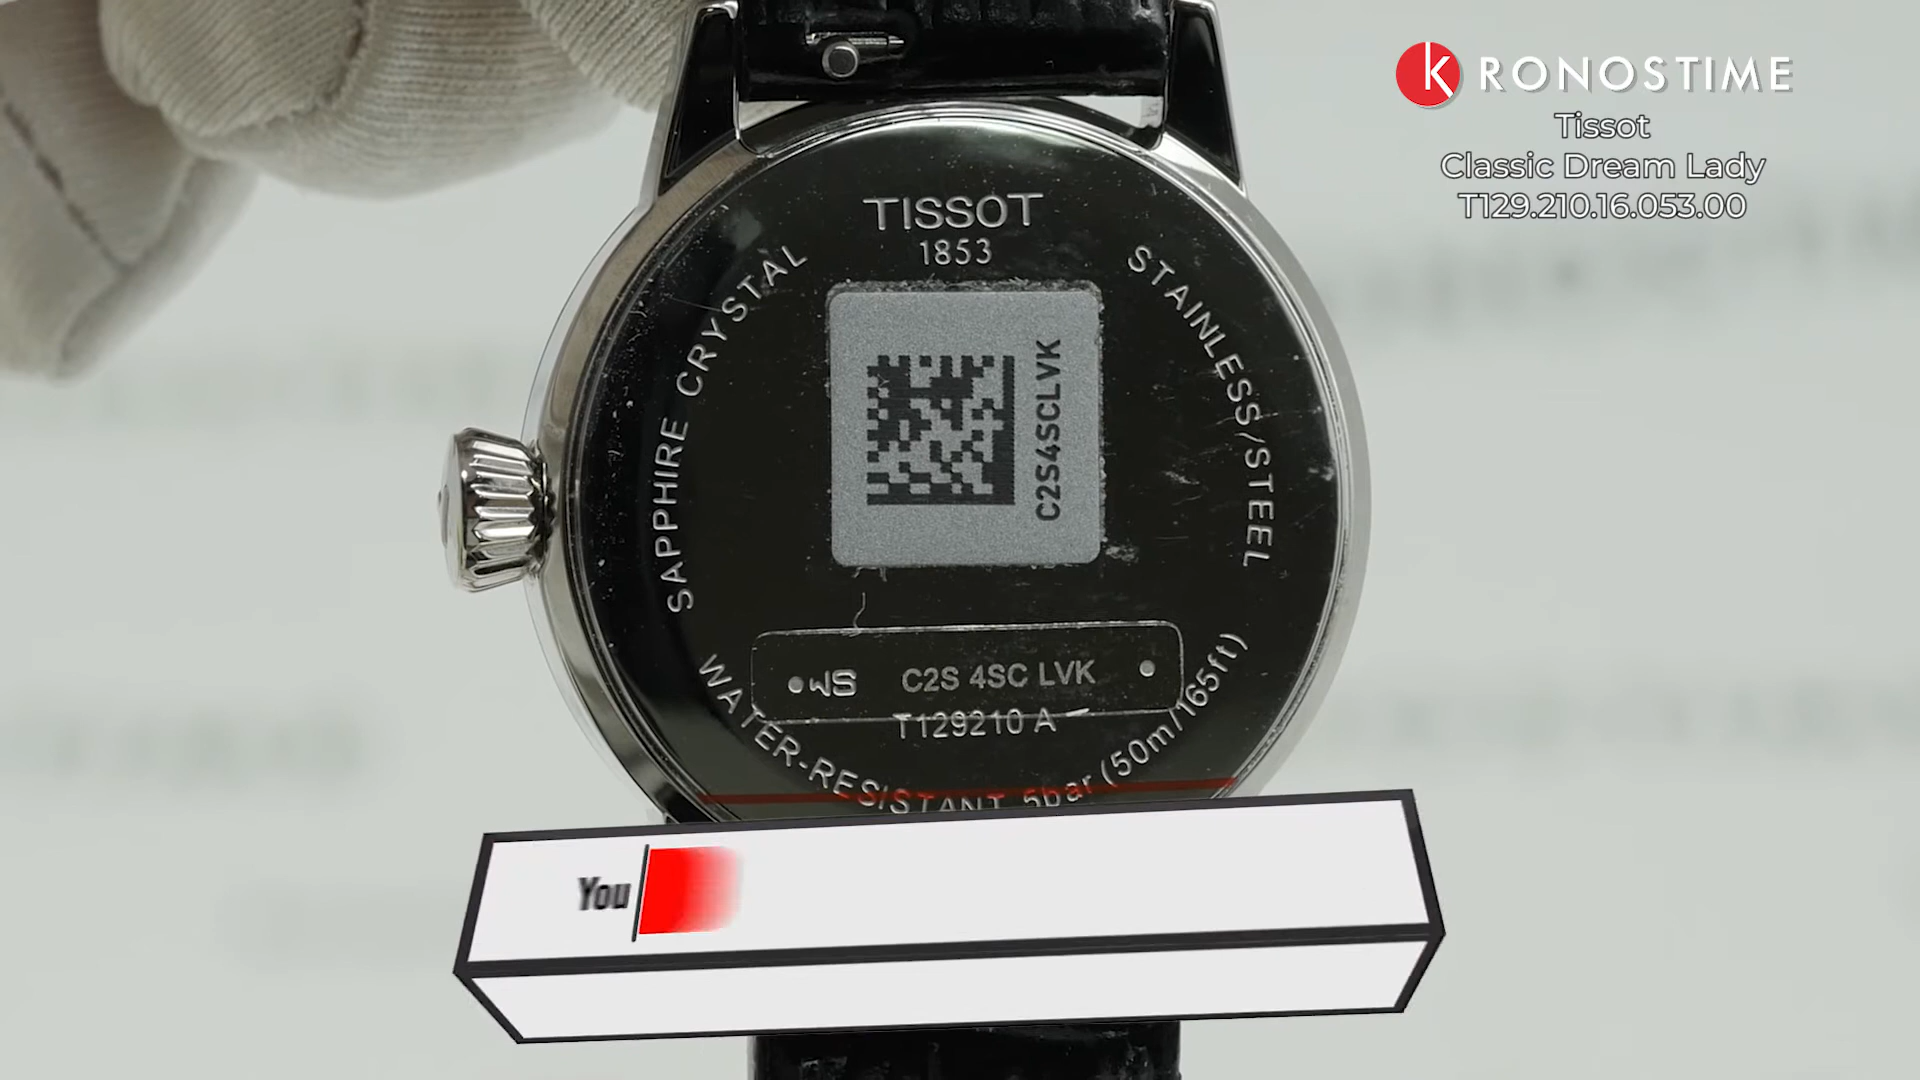 KRONOSTIME
Tissot
Classic Dream Lady
T129.210.16.053.00
TISSOT
1853
SAPPHIRE CRYSTAL
STAINLESS/STEEL
C2S4SCLVK
C2S 4SC LVK
T129210 A
WATER-RESISTANT 5bar (50m/165ft)
You